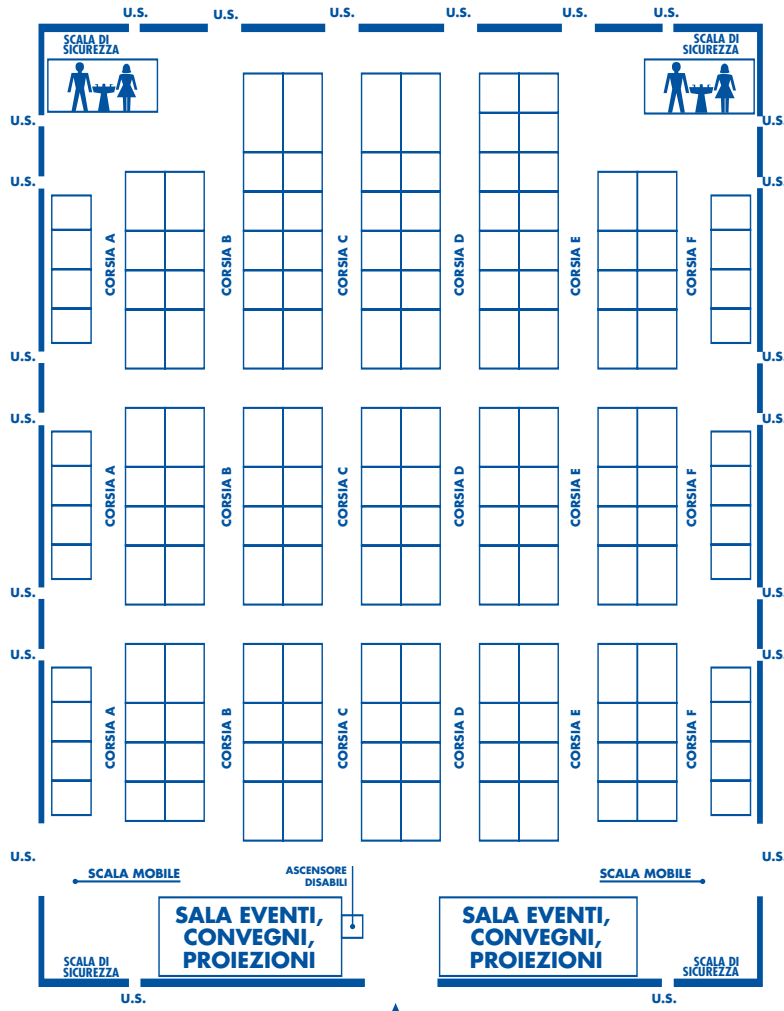 U.S.
U.S.
U.S.
U.S.
U.S.
U.S.
SCALA DI
SICUREZZA
SCALA DI
SICUREZZA
U.S.
U.S.
U.S.
U.S.
CORSIA A
CORSIA B
CORSIA C
CORSIA D
CORSIA E
CORSIA F
U.S.
U.S.
U.S.
U.S.
CORSIA A
CORSIA B
CORSIA C
CORSIA D
CORSIA E
CORSIA F
U.S.
U.S.
U.S.
U.S.
CORSIA A
CORSIA B
CORSIA C
CORSIA D
CORSIA E
CORSIA F
U.S.
U.S.
SCALA MOBILE
ASCENSORE
DISABILI
SCALA MOBILE
SALA EVENTI,
CONVEGNI,
PROIEZIONI
SALA EVENTI,
CONVEGNI,
PROIEZIONI
SCALA DI
SICUREZZA
SCALA DI
SICUREZZA
U.S.
U.S.